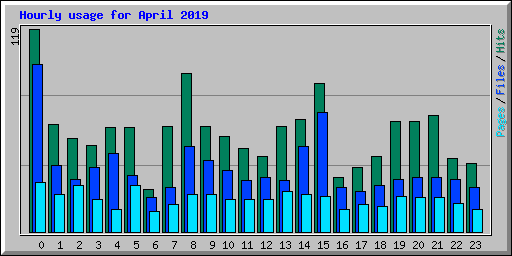 Hourly usage for April 2019
119
Pages/Files/Hits
0 1 2 3 4 5 6 7 8 9 10 11 12 13 14 15 16 17 18 19 20 21 22 23